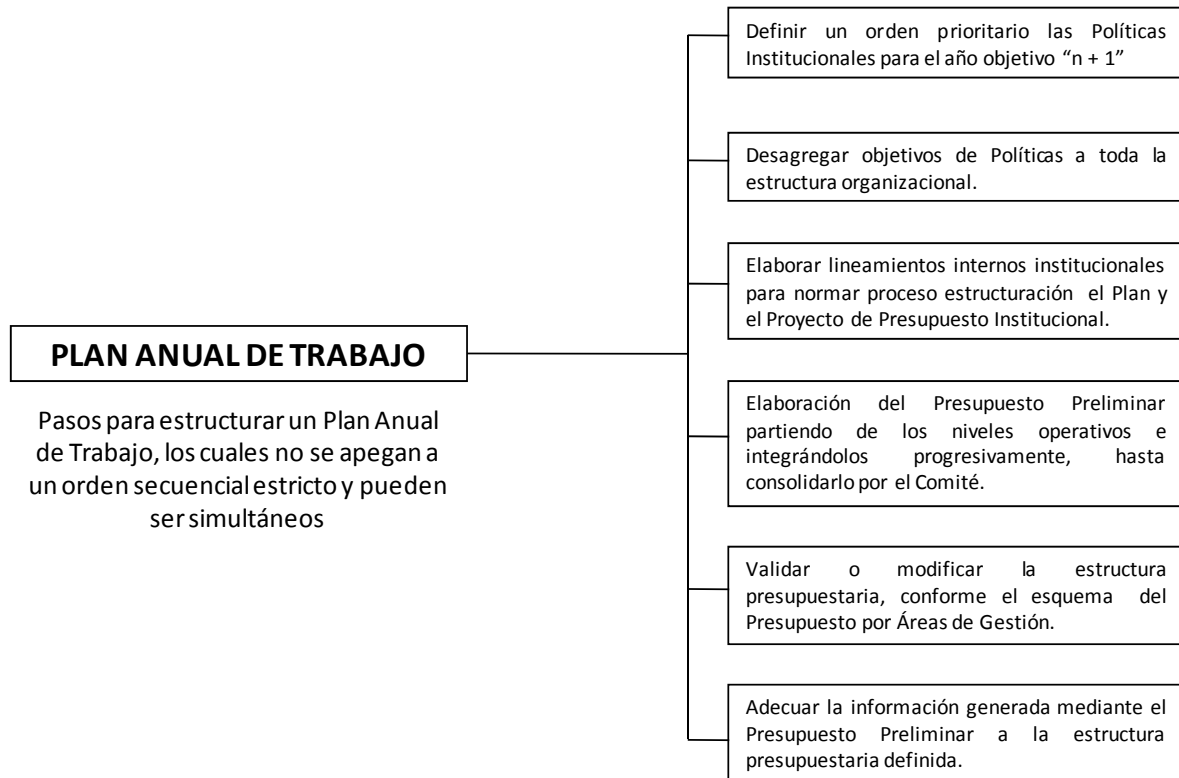 PLAN ANUAL DE TRABAJO
Pasos para estructurar un Plan Anual
de Trabajo, los cuales no se apegan a
un orden secuencial estricto y pueden
ser simultáneos
Definir un orden prioritario las Políticas
Institucionales para el año objetivo “n + 1”
Desagregar objetivos de Políticas a toda la
estructura organizacional.
Elaborar lineamientos internos institucionales
para normar proceso estructuración el Plan y
el Proyecto de Presupuesto Institucional.
Elaboración del Presupuesto Preliminar
partiendo de los niveles operativos e
integrándolos progresivamente, hasta
consolidarlo por el Comité.
Validar o modificar la estructura
presupuestaria, conforme el esquema del
Presupuesto por Áreas de Gestión.
Adecuar la información generada mediante el
Presupuesto Preliminar a la estructura
presupuestaria definida.